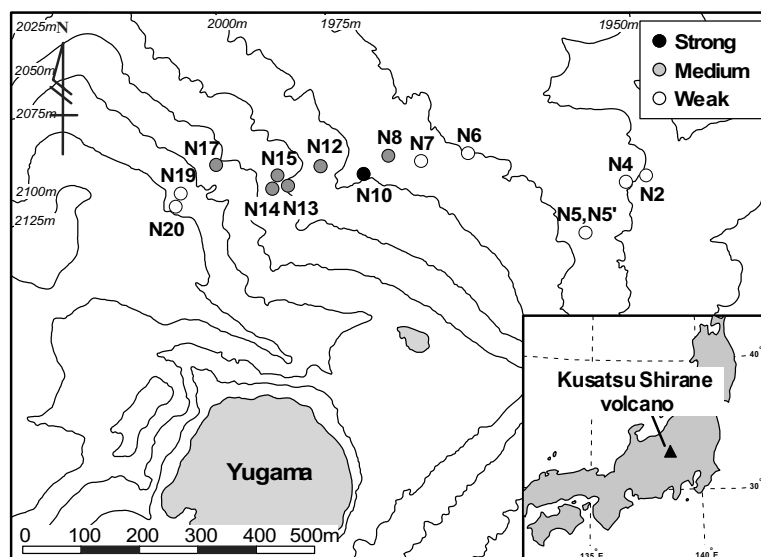 2025m
2000m
1975m
1950m
N
2050m
2075m
2100m
2125m
Strong
Medium
Weak
N17
N15
N12
N8
N7
N6
N19
N14
N13
N10
N4
N2
N20
N5,N5'
Kusatsu Shirane
volcano
Yugama
0 100 200 300 400 500m
40°
30°
135°E
140°E